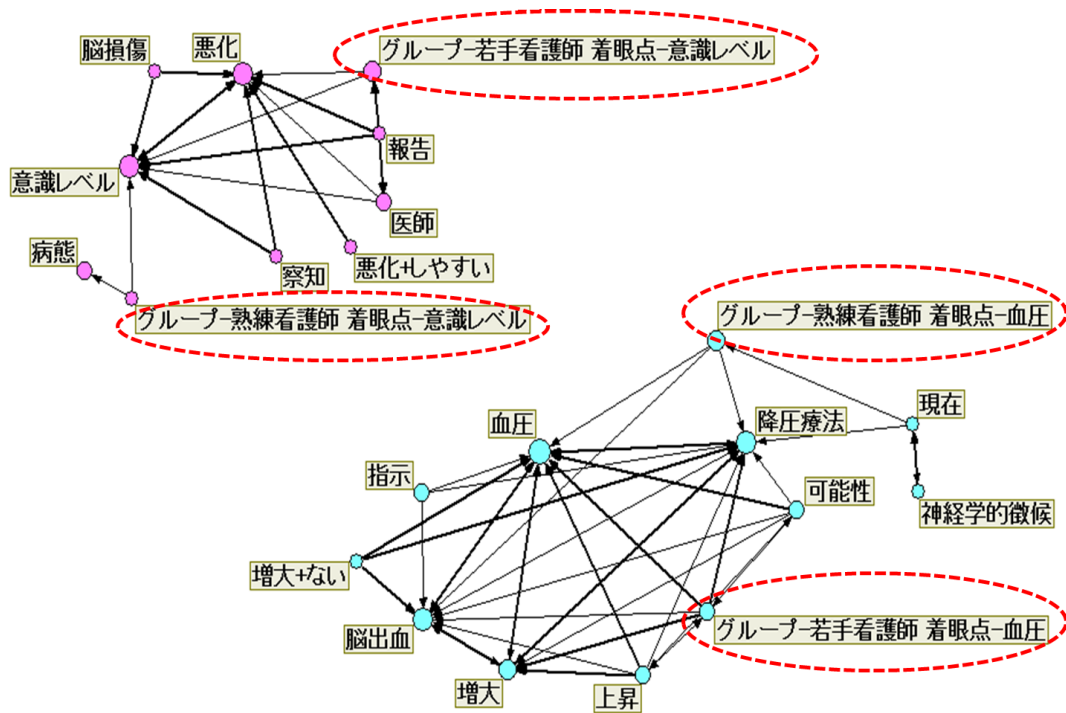 脳損傷
悪化
グループ-若手看護師 着眼点-意識レベル
報告
意識レベル
医師
病態
察知
悪化+しやすい
グループ-熟練看護師 着眼点-意識レベル
グループ-熟練看護師 着眼点-血圧
現在
血圧
降圧療法
指示
可能性
神経学的徴候
増大+ない
脳出血
グループ-若手看護師 着眼点-血圧
増大
上昇